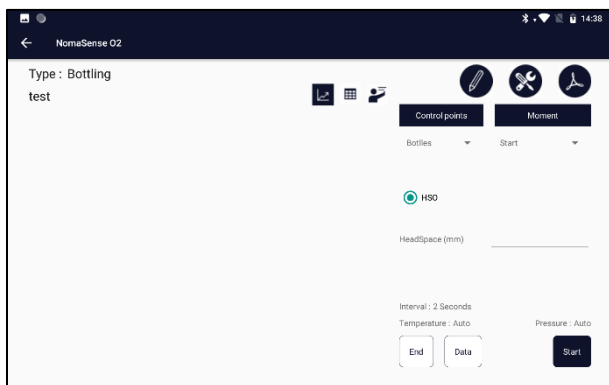 14:38
NomaSense O2
Type : Bottling
test
Control points
Moment
Botlles
Start
HSO
HeadSpace (mm)
Interval : 2 Seconds
Temperature : Auto
Pressure : Auto
End
Data
Start